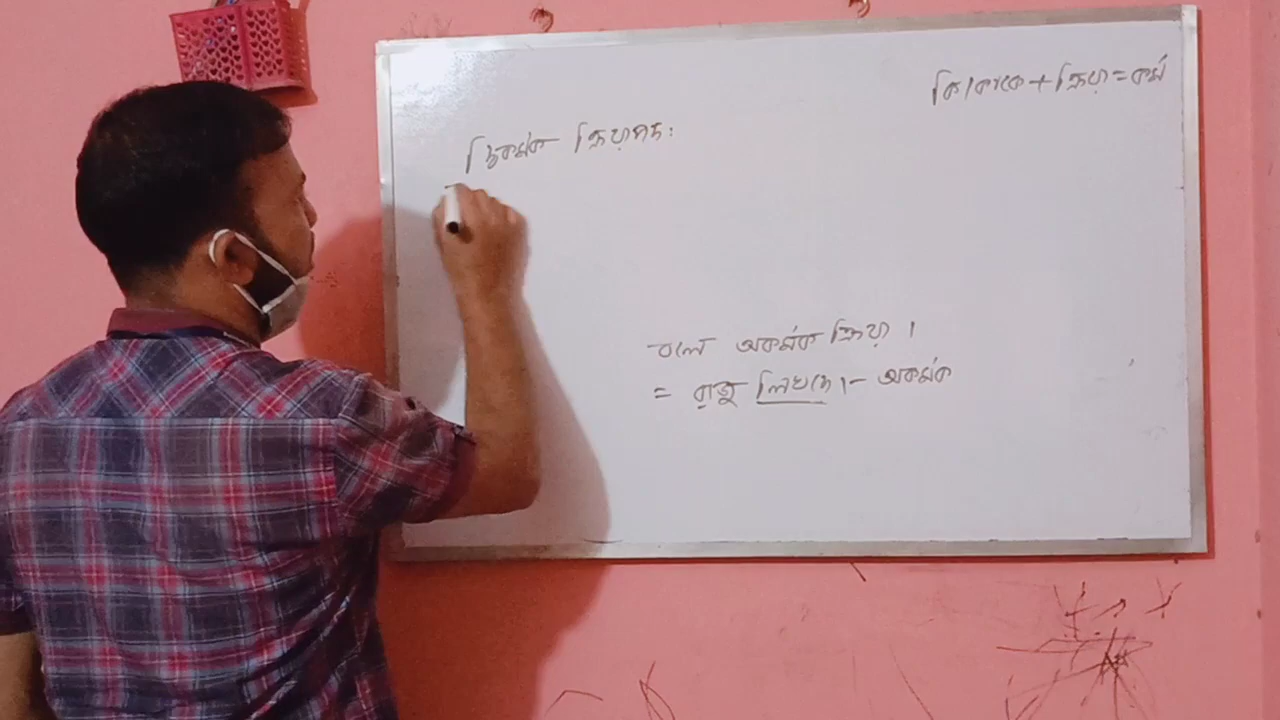 কি/কাকে + ক্রিয়া = কর্ম
দ্বিকর্মক ক্রিয়াপদ:
বলে অকর্মক ক্রিয়া ।
= রাজু লিখছে।- অকর্মক